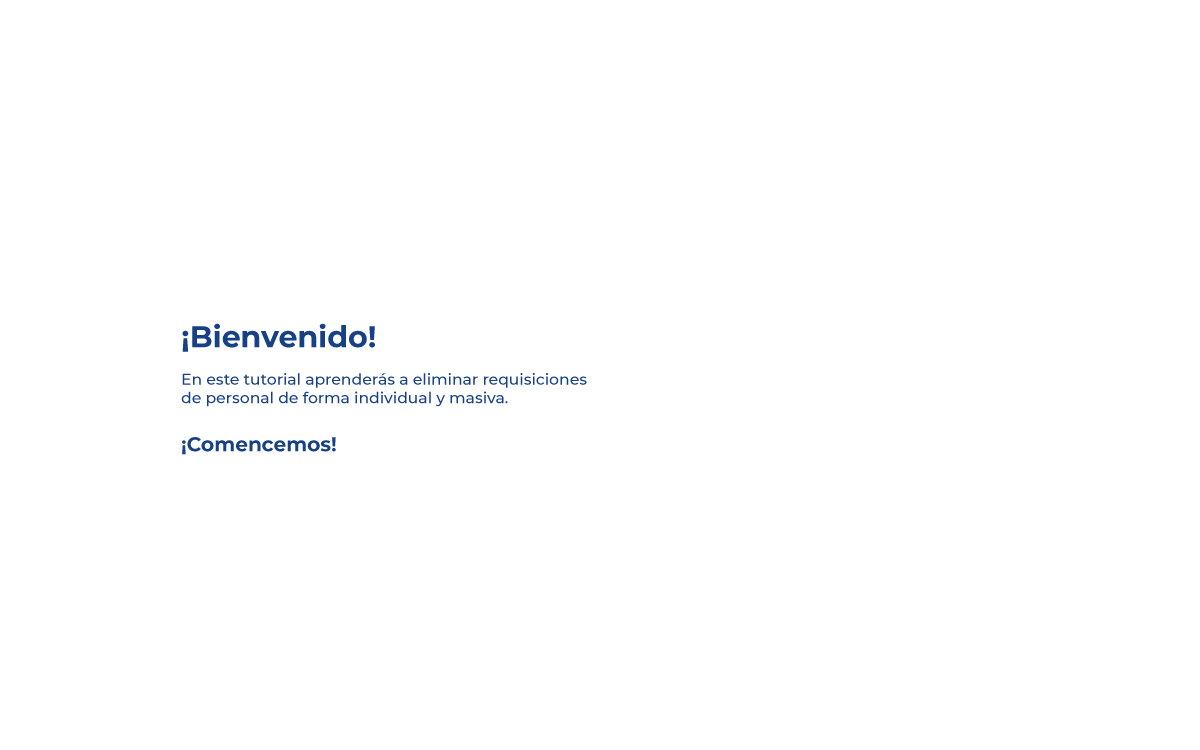 ¡Bienvenido!
En este tutorial aprenderás a eliminar requisiciones
de personal de forma individual y masiva.
¡Comencemos!